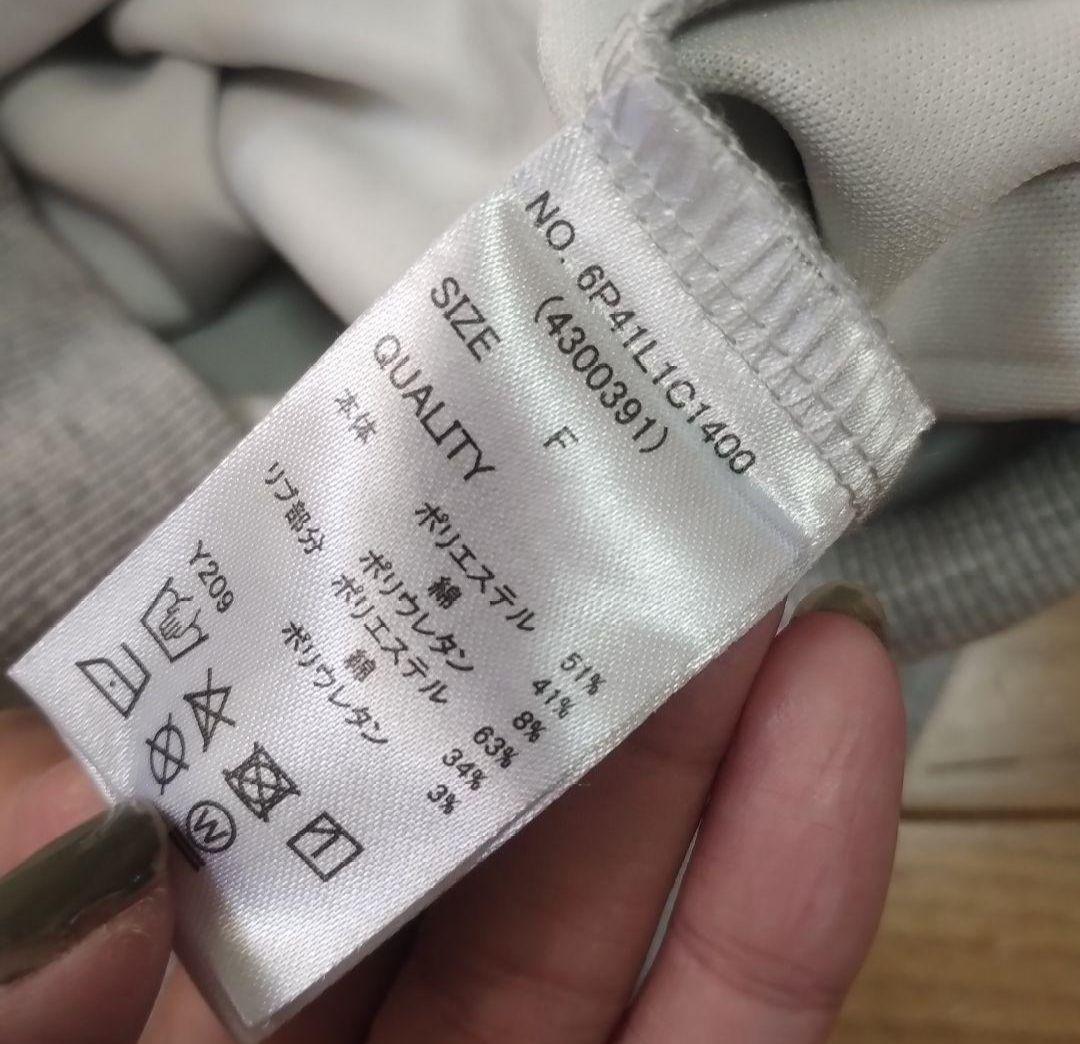 NO. 6P41L1C1400
(4300391)
SIZE F
QUALITY
本体 ポリエステル 51%
綿 41%
ポリウレタン 8%
リブ部分 ポリエステル 63%
綿 34%
ポリウレタン 3%
Y209
W